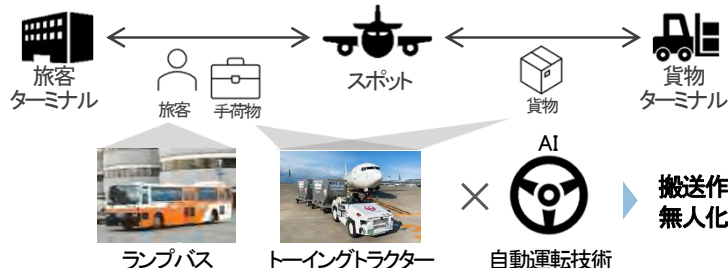 旅客
ターミナル
旅客
手荷物
スポット
貨物
貨物
ターミナル
AI
ランプバス
トーイングトラクター
×
自動運転技術
搬送作
無人化